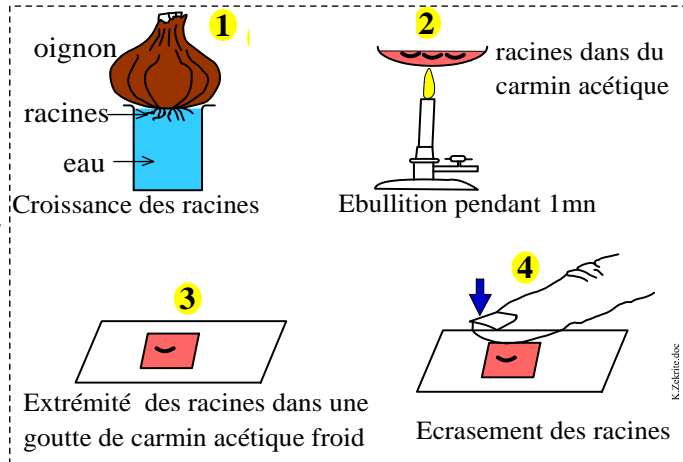 1
oignon
racines
eau
Croissance des racines
2
racines dans du
carmin acétique
Ebullition pendant 1mn
3
Extrémité des racines dans une
goutte de carmin acétique froid
4
Ecrasement des racines
K.Zekrite.doc